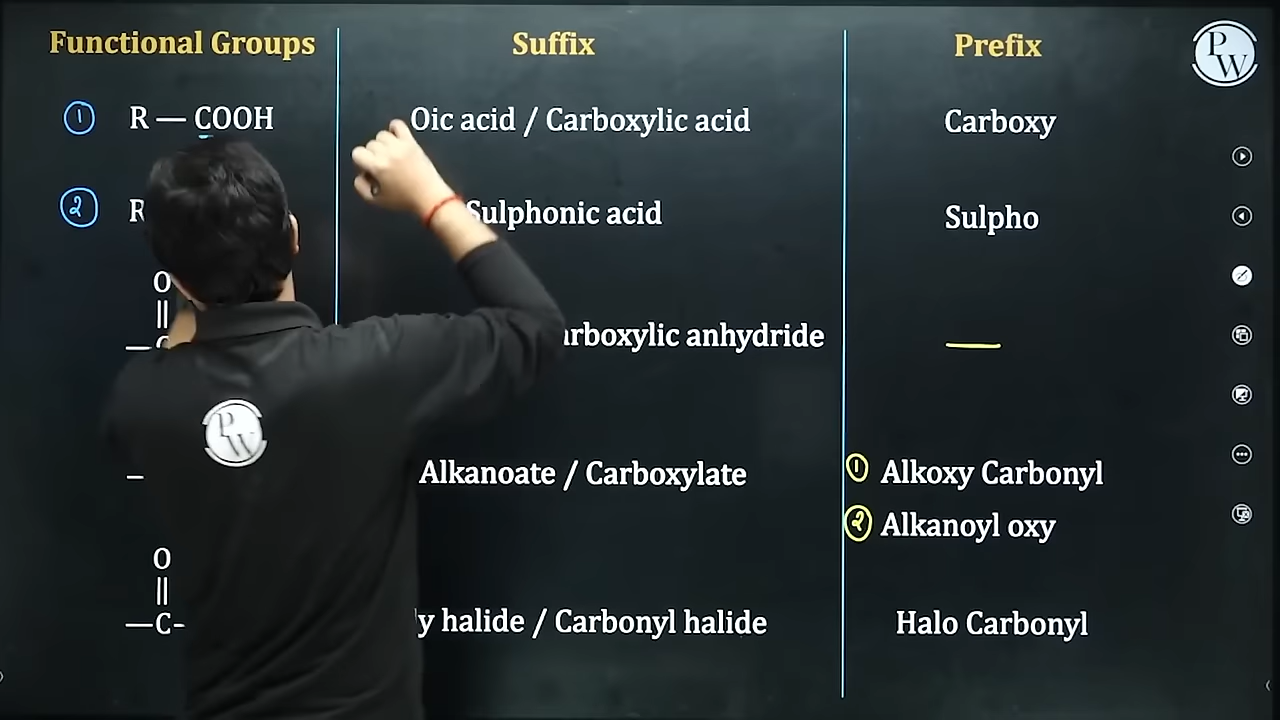 Functional Groups Suffix Prefix
PW
① R — COOH Oic acid / Carboxylic acid Carboxy
② R Sulphonic acid Sulpho
O
||
— anhydride —
PW
– Alkanoate / Carboxylate ① Alkoxy Carbonyl
② Alkanoyl oxy
O
||
—C- halide / Carbonyl halide Halo Carbonyl